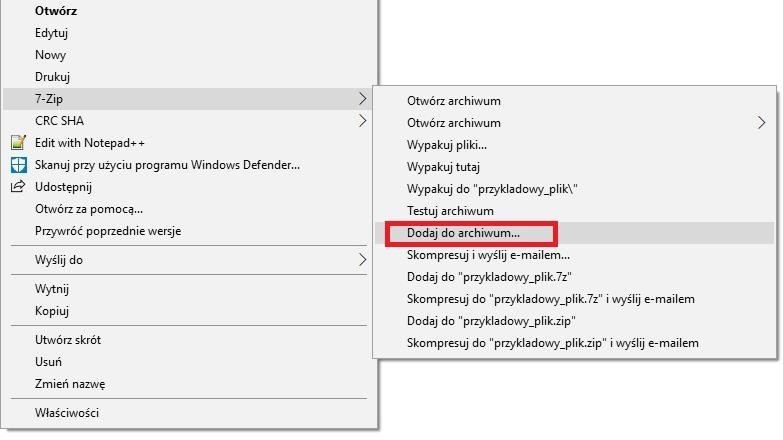 Otwórz
Edytuj
Nowy
Drukuj
7-Zip
CRC SHA
Edit with Notepad++
Skanuj przy użyciu programu Windows Defender...
Udostępnij
Otwórz za pomocą...
Przywróć poprzednie wersje
Wyślij do
Wytnij
Kopiuj
Utwórz skrót
Usuń
Zmień nazwę
Właściwości
Otwórz archiwum
Otwórz archiwum
Wypakuj pliki...
Wypakuj tutaj
Wypakuj do "przykladowy_plik\"
Testuj archiwum
Dodaj do archiwum...
Skompresuj i wyślij e-mailem...
Dodaj do "przykladowy_plik.7z"
Skompresuj do "przykladowy_plik.7z" i wyślij e-mailem
Dodaj do "przykladowy_plik.zip"
Skompresuj do "przykladowy_plik.zip" i wyślij e-mailem